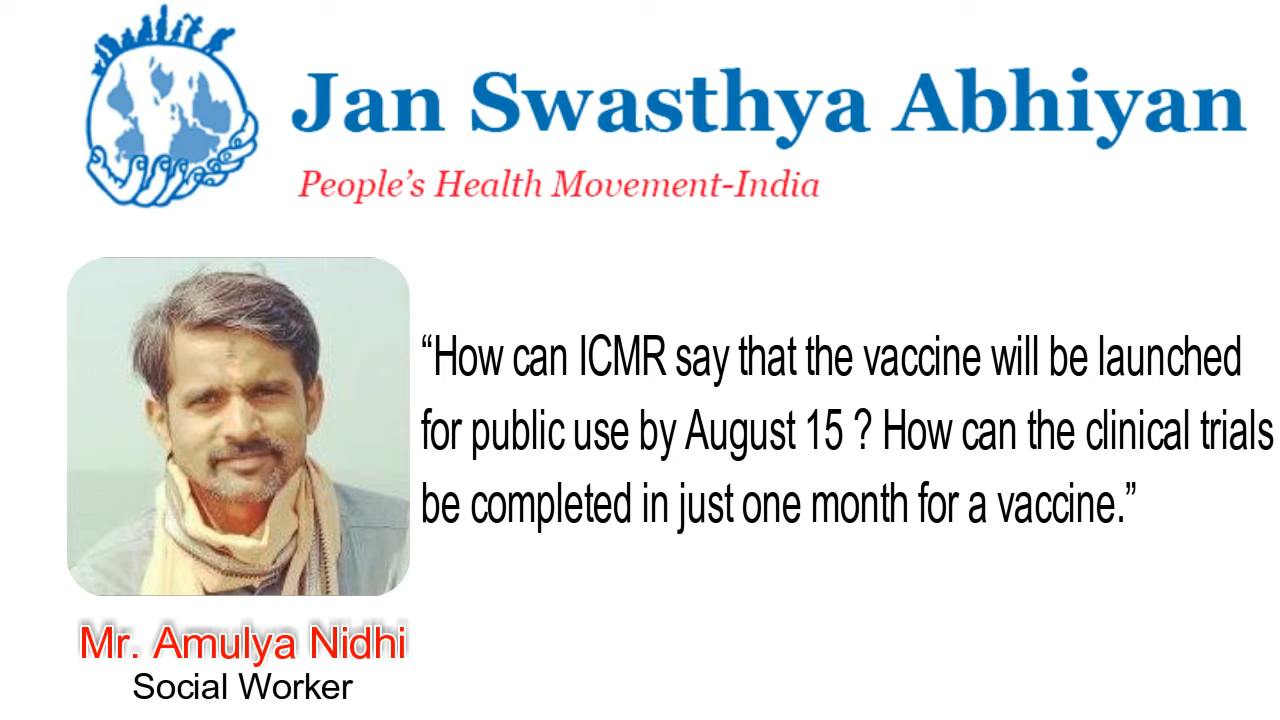 Jan Swasthya Abhiyan
People's Health Movement-India
“How can ICMR say that the vaccine will be launched
for public use by August 15 ? How can the clinical trials
be completed in just one month for a vaccine.”
Mr. Amulya Nidhi
Social Worker